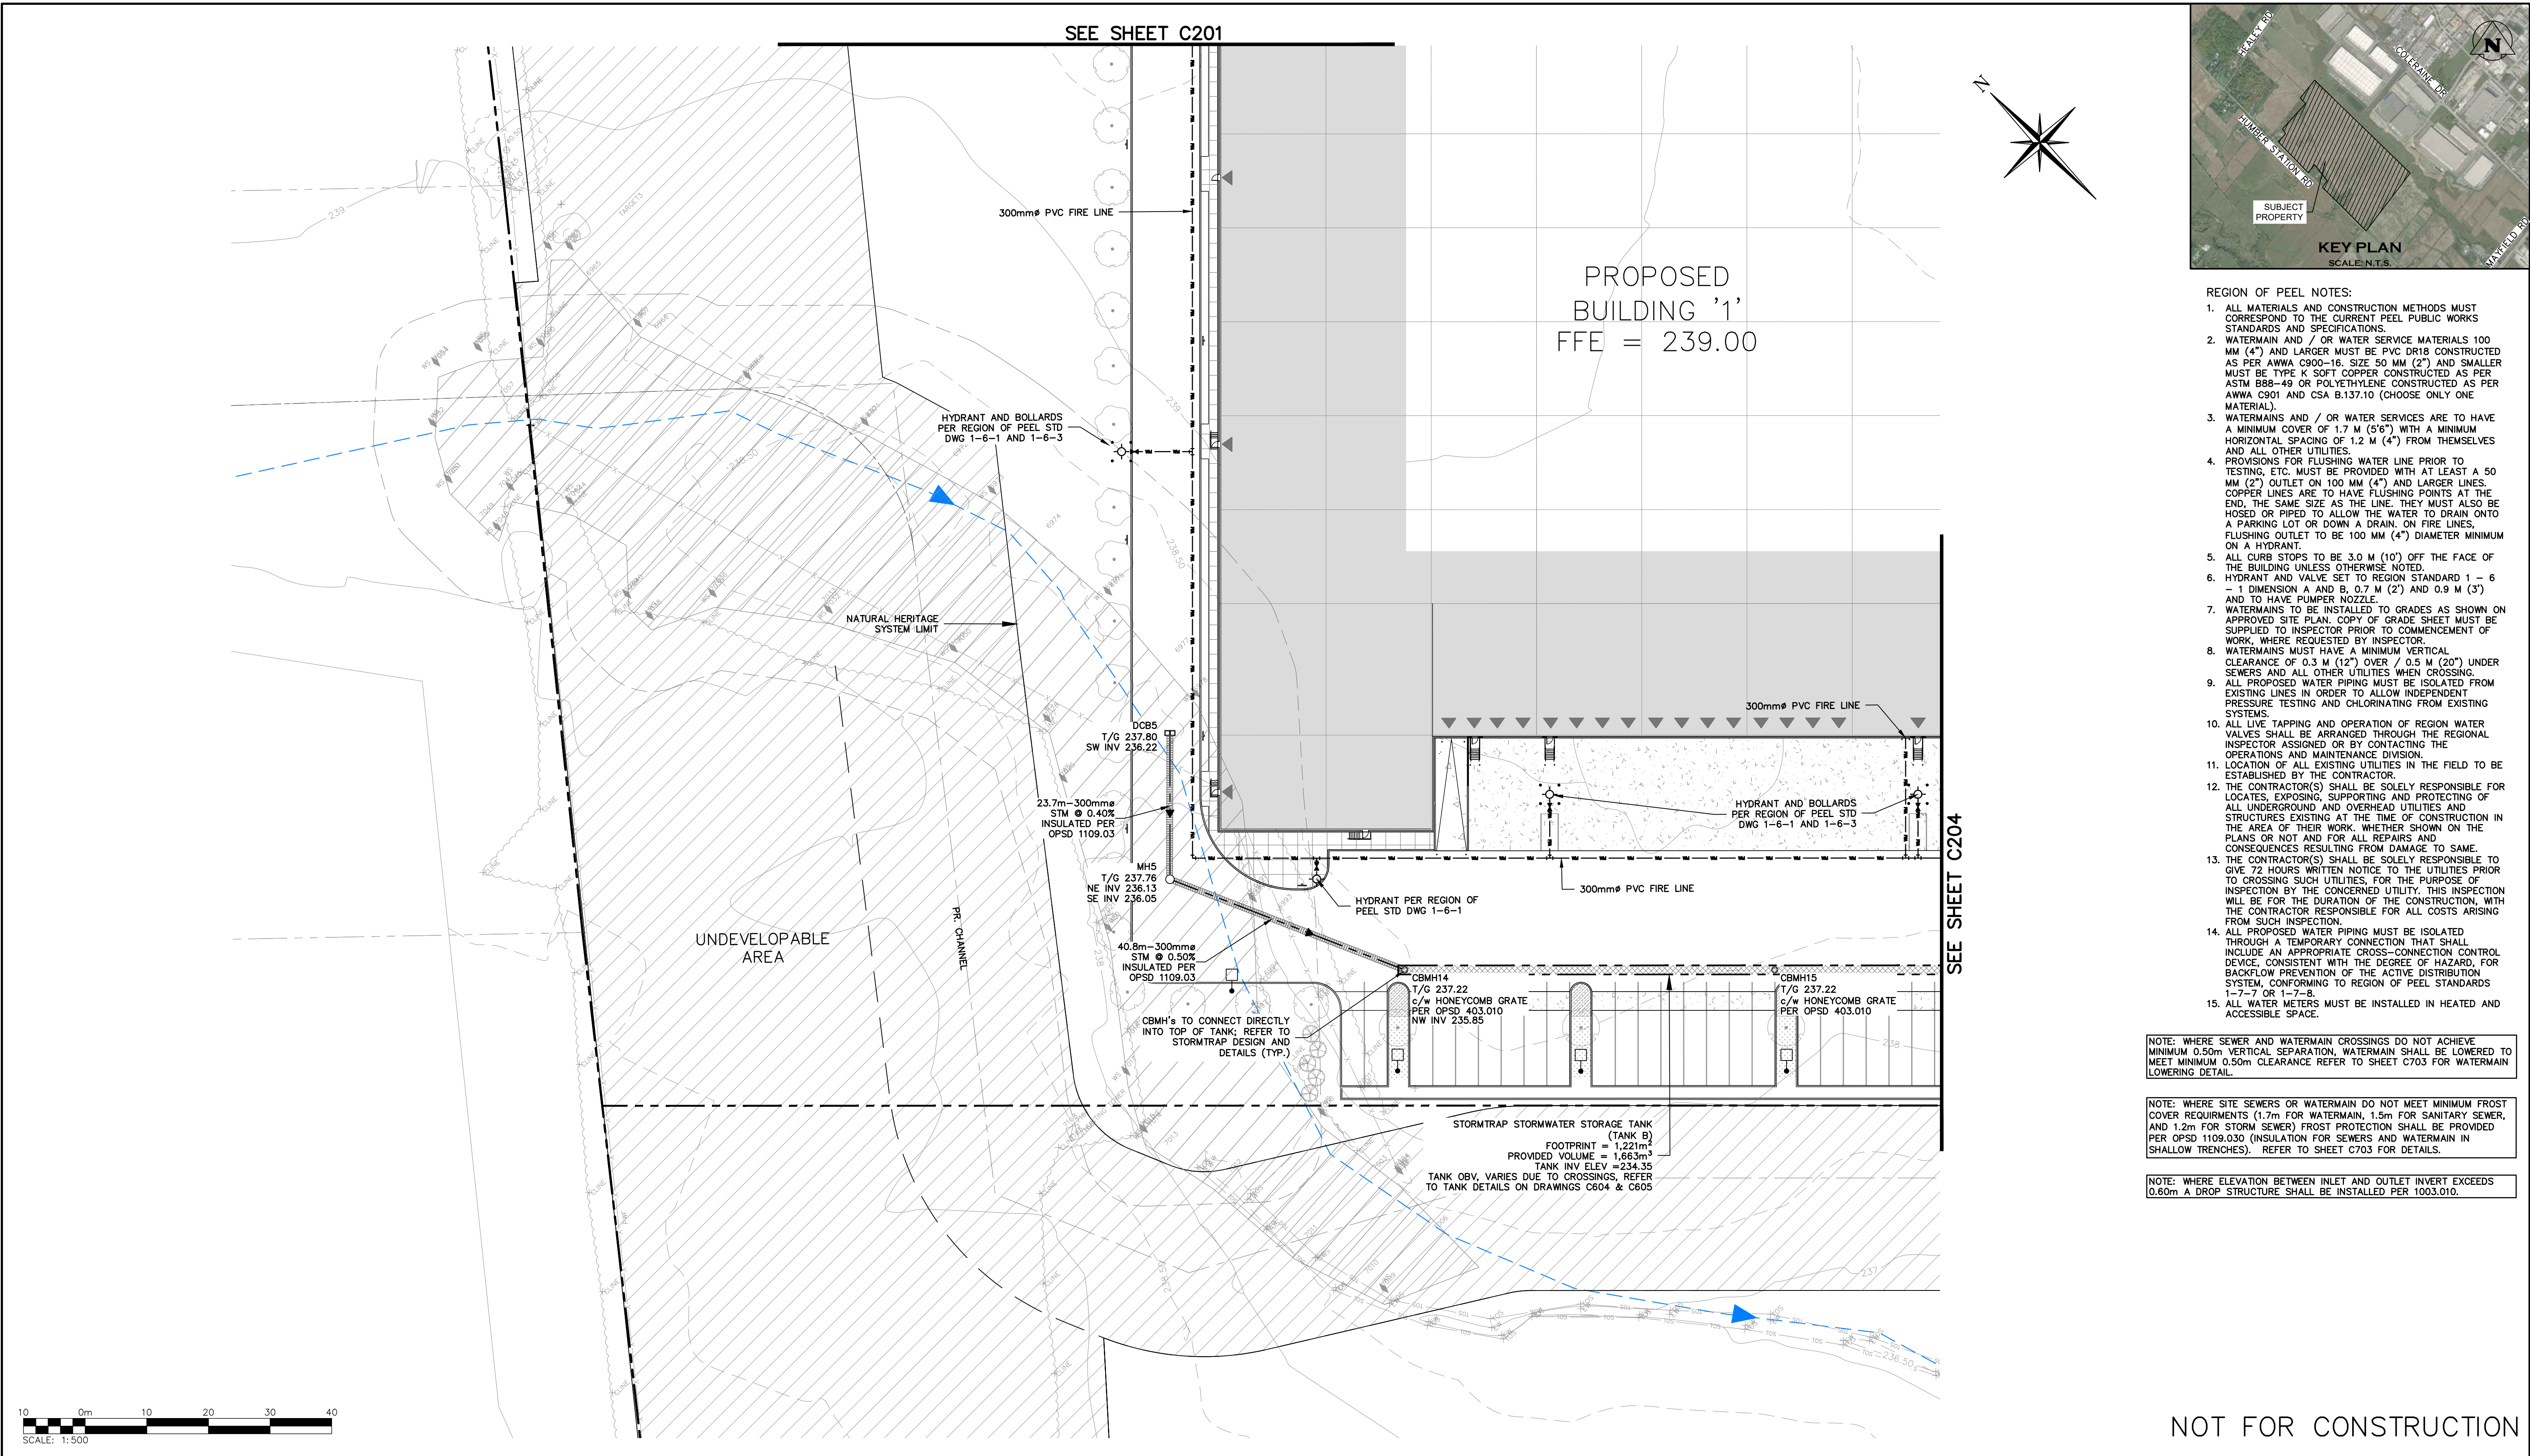 SEE SHEET C201
HEALEY RD
COLERAINE DR
HUMBER STATION RD
MAYFIELD RD
N
SUBJECT
PROPERTY
KEY PLAN
SCALE: N.T.S.
N
300mmø PVC FIRE LINE
PROPOSED
BUILDING '1'
FFE = 239.00
239
TARGET3
6965
6966
HYDRANT AND BOLLARDS
PER REGION OF PEEL STD
DWG 1-6-1 AND 1-6-3
239
238.50
6974
238.50
NATURAL HERITAGE
SYSTEM LIMIT
6977
DCB5
T/G 237.80
SW INV 236.22
300mmø PVC FIRE LINE
23.7m-300mmø
STM @ 0.40%
INSULATED PER
OPSD 1109.03
HYDRANT AND BOLLARDS
PER REGION OF PEEL STD
DWG 1-6-1 AND 1-6-3
MH5
T/G 237.76
NE INV 236.13
SE INV 236.05
300mmø PVC FIRE LINE
HYDRANT PER REGION OF
PEEL STD DWG 1-6-1
SEE SHEET C204
UNDEVELOPABLE
AREA
PR. CHANNEL
238
40.8m-300mmø
STM @ 0.50%
INSULATED PER
OPSD 1109.03
CBMH14
T/G 237.22
c/w HONEYCOMB GRATE
PER OPSD 403.010
NW INV 235.85
CBMH15
T/G 237.22
c/w HONEYCOMB GRATE
PER OPSD 403.010
CBMH's TO CONNECT DIRECTLY
INTO TOP OF TANK; REFER TO
STORMTRAP DESIGN AND
DETAILS (TYP.)
238
STORMTRAP STORMWATER STORAGE TANK
(TANK B)
FOOTPRINT = 1,221m²
PROVIDED VOLUME = 1,663m³
TANK INV ELEV =234.35
TANK OBV, VARIES DUE TO CROSSINGS, REFER
TO TANK DETAILS ON DRAWINGS C604 & C605
7013
238.50
237
236.50
REGION OF PEEL NOTES:
1. ALL MATERIALS AND CONSTRUCTION METHODS MUST
CORRESPOND TO THE CURRENT PEEL PUBLIC WORKS
STANDARDS AND SPECIFICATIONS.
2. WATERMAIN AND / OR WATER SERVICE MATERIALS 100
MM (4") AND LARGER MUST BE PVC DR18 CONSTRUCTED
AS PER AWWA C900-16. SIZE 50 MM (2") AND SMALLER
MUST BE TYPE K SOFT COPPER CONSTRUCTED AS PER
ASTM B88-49 OR POLYETHYLENE CONSTRUCTED AS PER
AWWA C901 AND CSA B.137.10 (CHOOSE ONLY ONE
MATERIAL).
3. WATERMAINS AND / OR WATER SERVICES ARE TO HAVE
A MINIMUM COVER OF 1.7 M (5'6") WITH A MINIMUM
HORIZONTAL SPACING OF 1.2 M (4") FROM THEMSELVES
AND ALL OTHER UTILITIES.
4. PROVISIONS FOR FLUSHING WATER LINE PRIOR TO
TESTING, ETC. MUST BE PROVIDED WITH AT LEAST A 50
MM (2") OUTLET ON 100 MM (4") AND LARGER LINES.
COPPER LINES ARE TO HAVE FLUSHING POINTS AT THE
END, THE SAME SIZE AS THE LINE. THEY MUST ALSO BE
HOSED OR PIPED TO ALLOW THE WATER TO DRAIN ONTO
A PARKING LOT OR DOWN A DRAIN. ON FIRE LINES,
FLUSHING OUTLET TO BE 100 MM (4") DIAMETER MINIMUM
ON A HYDRANT.
5. ALL CURB STOPS TO BE 3.0 M (10') OFF THE FACE OF
THE BUILDING UNLESS OTHERWISE NOTED.
6. HYDRANT AND VALVE SET TO REGION STANDARD 1 - 6
- 1 DIMENSION A AND B, 0.7 M (2') AND 0.9 M (3')
AND TO HAVE PUMPER NOZZLE.
7. WATERMAINS TO BE INSTALLED TO GRADES AS SHOWN ON
APPROVED SITE PLAN. COPY OF GRADE SHEET MUST BE
SUPPLIED TO INSPECTOR PRIOR TO COMMENCEMENT OF
WORK, WHERE REQUESTED BY INSPECTOR.
8. WATERMAINS MUST HAVE A MINIMUM VERTICAL
CLEARANCE OF 0.3 M (12") OVER / 0.5 M (20") UNDER
SEWERS AND ALL OTHER UTILITIES WHEN CROSSING.
9. ALL PROPOSED WATER PIPING MUST BE ISOLATED FROM
EXISTING LINES IN ORDER TO ALLOW INDEPENDENT
PRESSURE TESTING AND CHLORINATING FROM EXISTING
SYSTEMS.
10. ALL LIVE TAPPING AND OPERATION OF REGION WATER
VALVES SHALL BE ARRANGED THROUGH THE REGIONAL
INSPECTOR ASSIGNED OR BY CONTACTING THE
OPERATIONS AND MAINTENANCE DIVISION.
11. LOCATION OF ALL EXISTING UTILITIES IN THE FIELD TO BE
ESTABLISHED BY THE CONTRACTOR.
12. THE CONTRACTOR(S) SHALL BE SOLELY RESPONSIBLE FOR
LOCATES, EXPOSING, SUPPORTING AND PROTECTING OF
ALL UNDERGROUND AND OVERHEAD UTILITIES AND
STRUCTURES EXISTING AT THE TIME OF CONSTRUCTION IN
THE AREA OF THEIR WORK. WHETHER SHOWN ON THE
PLANS OR NOT AND FOR ALL REPAIRS AND
CONSEQUENCES RESULTING FROM DAMAGE TO SAME.
13. THE CONTRACTOR(S) SHALL BE SOLELY RESPONSIBLE TO
GIVE 72 HOURS WRITTEN NOTICE TO THE UTILITIES PRIOR
TO CROSSING SUCH UTILITIES, FOR THE PURPOSE OF
INSPECTION BY THE CONCERNED UTILITY. THIS INSPECTION
WILL BE FOR THE DURATION OF THE CONSTRUCTION, WITH
THE CONTRACTOR RESPONSIBLE FOR ALL COSTS ARISING
FROM SUCH INSPECTION.
14. ALL PROPOSED WATER PIPING MUST BE ISOLATED
THROUGH A TEMPORARY CONNECTION THAT SHALL
INCLUDE AN APPROPRIATE CROSS-CONNECTION CONTROL
DEVICE, CONSISTENT WITH THE DEGREE OF HAZARD, FOR
BACKFLOW PREVENTION OF THE ACTIVE DISTRIBUTION
SYSTEM, CONFORMING TO REGION OF PEEL STANDARDS
1-7-7 OR 1-7-8.
15. ALL WATER METERS MUST BE INSTALLED IN HEATED AND
ACCESSIBLE SPACE.
NOTE: WHERE SEWER AND WATERMAIN CROSSINGS DO NOT ACHIEVE
MINIMUM 0.50m VERTICAL SEPARATION, WATERMAIN SHALL BE LOWERED TO
MEET MINIMUM 0.50m CLEARANCE REFER TO SHEET C703 FOR WATERMAIN
LOWERING DETAIL.
NOTE: WHERE SITE SEWERS OR WATERMAIN DO NOT MEET MINIMUM FROST
COVER REQUIRMENTS (1.7m FOR WATERMAIN, 1.5m FOR SANITARY SEWER,
AND 1.2m FOR STORM SEWER) FROST PROTECTION SHALL BE PROVIDED
PER OPSD 1109.030 (INSULATION FOR SEWERS AND WATERMAIN IN
SHALLOW TRENCHES). REFER TO SHEET C703 FOR DETAILS.
NOTE: WHERE ELEVATION BETWEEN INLET AND OUTLET INVERT EXCEEDS
0.60m A DROP STRUCTURE SHALL BE INSTALLED PER 1003.010.
10 0m 10 20 30 40
SCALE: 1:500
NOT FOR CONSTRUCTION